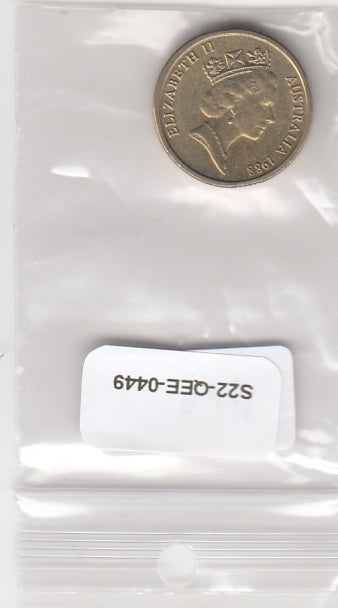 ELIZABETH II
AUSTRALIA 1988
S22-QEE-0449